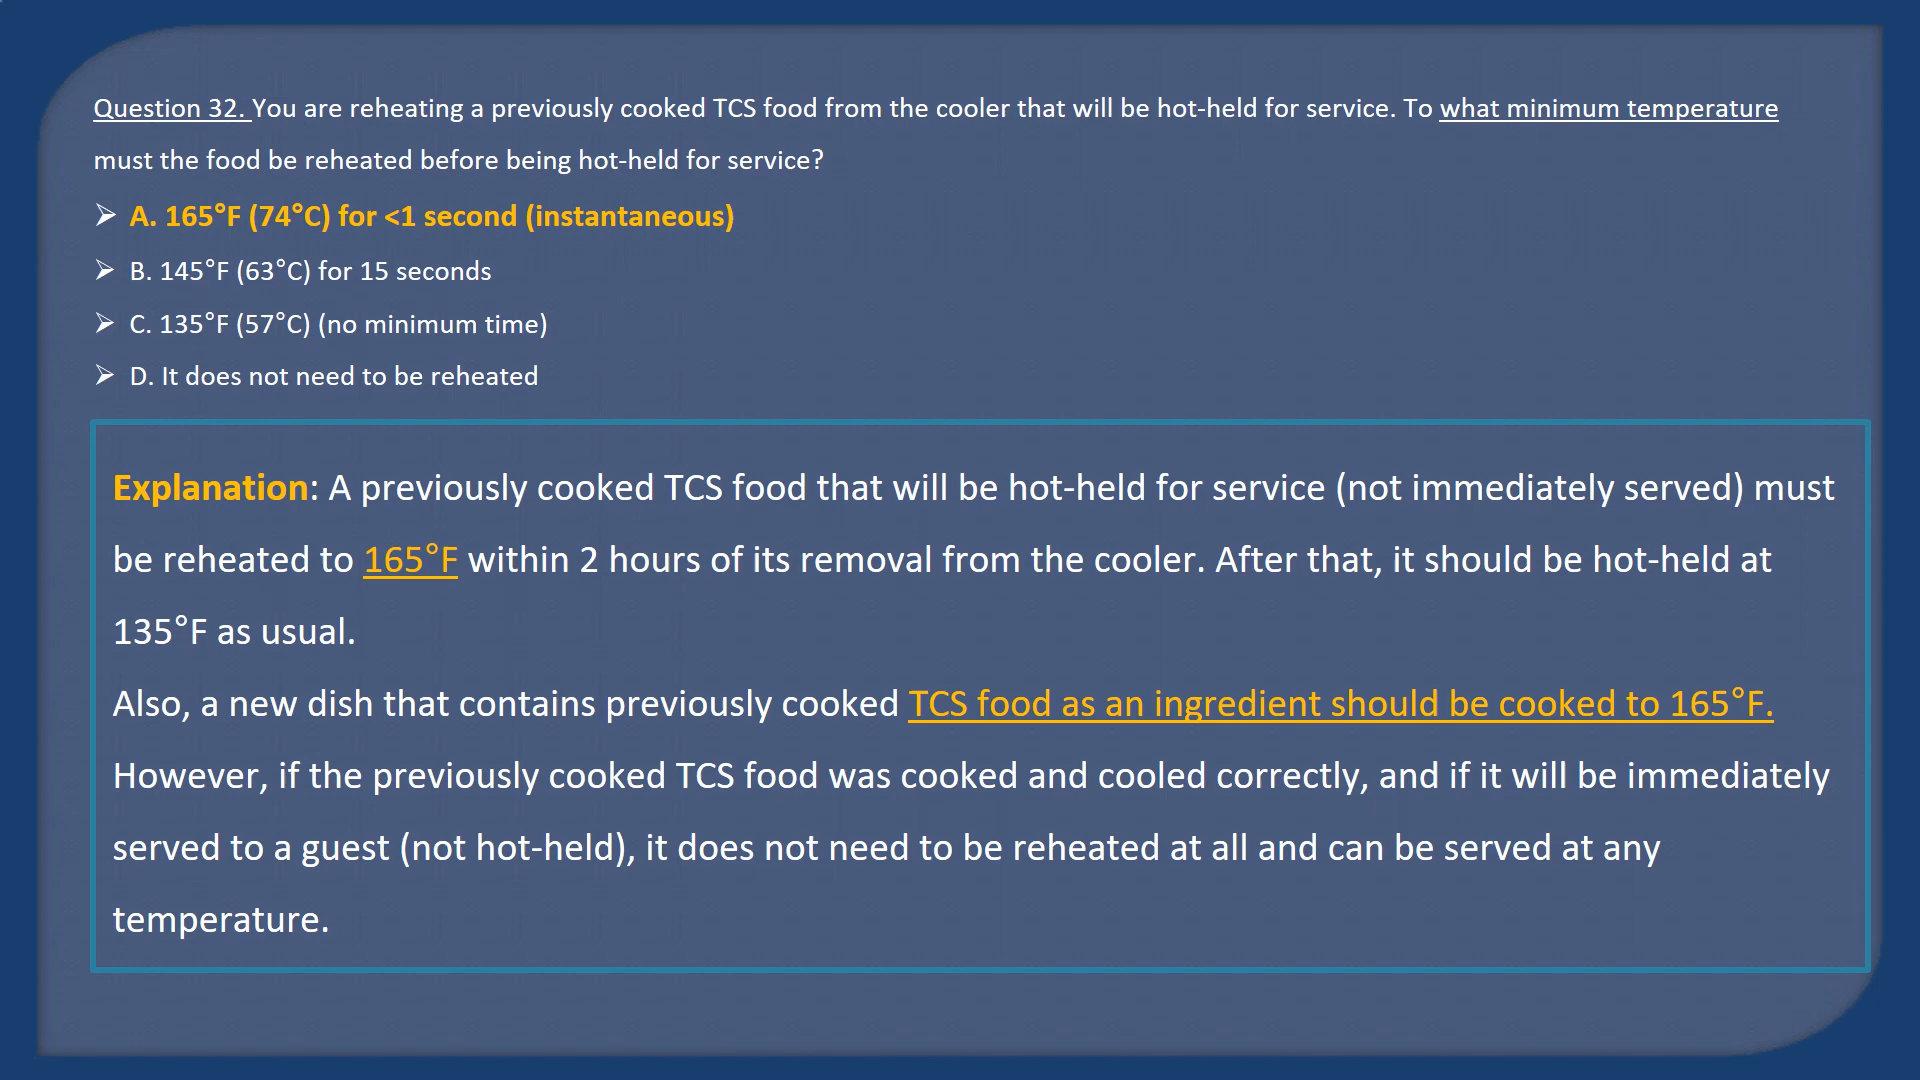 Question 32. You are reheating a previously cooked TCS food from the cooler that will be hot-held for service. To what minimum temperature
must the food be reheated before being hot-held for service?
➢ A. 165°F (74°C) for <1 second (instantaneous)
➢ B. 145°F (63°C) for 15 seconds
➢ C. 135°F (57°C) (no minimum time)
➢ D. It does not need to be reheated
Explanation: A previously cooked TCS food that will be hot-held for service (not immediately served) must
be reheated to 165°F within 2 hours of its removal from the cooler. After that, it should be hot-held at
135°F as usual.
Also, a new dish that contains previously cooked TCS food as an ingredient should be cooked to 165°F.
However, if the previously cooked TCS food was cooked and cooled correctly, and if it will be immediately
served to a guest (not hot-held), it does not need to be reheated at all and can be served at any
temperature.